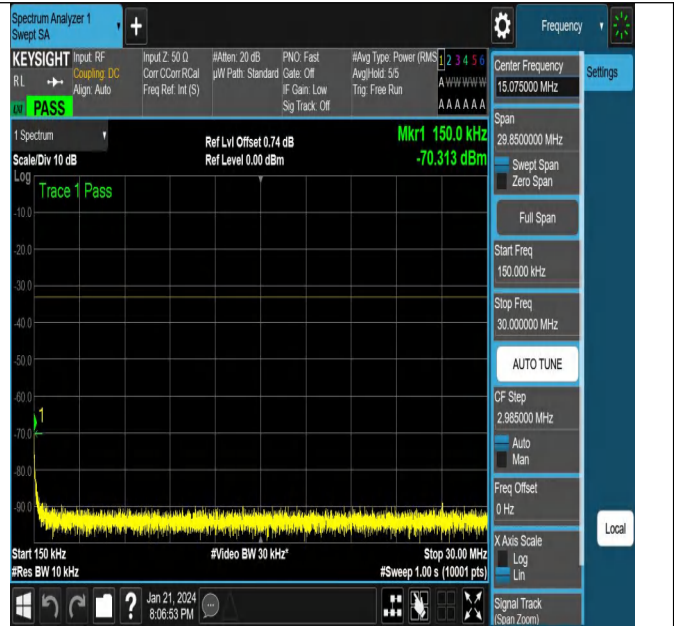 Spectrum Analyzer 1
Swept SA
+
Frequency
KEYSIGHT
RL
LXI PASS
Input: RF
Coupling: DC
Align: Auto
Input Z: 50 Ω
Corr CCorr RCal
Freq Ref: Int (S)
#Atten: 20 dB
µW Path: Standard
PNO: Fast
Gate: Off
IF Gain: Low
Sig Track: Off
#Avg Type: Power (RMS
Avg|Hold: 5/5
Trig: Free Run
1 2 3 4 5 6
A W W W W W
A A A A A A
1 Spectrum
Scale/Div 10 dB
Ref Lvl Offset 0.74 dB
Ref Level 0.00 dBm
Mkr1 150.0 kHz
-70.313 dBm
Log
Trace 1 Pass
-10.0
-20.0
-30.0
-40.0
-50.0
-60.0
-70.0
-80.0
-90.0
1
Start 150 kHz
#Res BW 10 kHz
#Video BW 30 kHz*
Stop 30.00 MHz
#Sweep 1.00 s (10001 pts)
?
Jan 21, 2024
8:06:53 PM
Center Frequency
15.075000 MHz
Settings
Span
29.8500000 MHz
Swept Span
Zero Span
Full Span
Start Freq
150.000 kHz
Stop Freq
30.000000 MHz
AUTO TUNE
CF Step
2.985000 MHz
Auto
Man
Freq Offset
0 Hz
X Axis Scale
Log
Lin
Local
Signal Track
(Span Zoom)